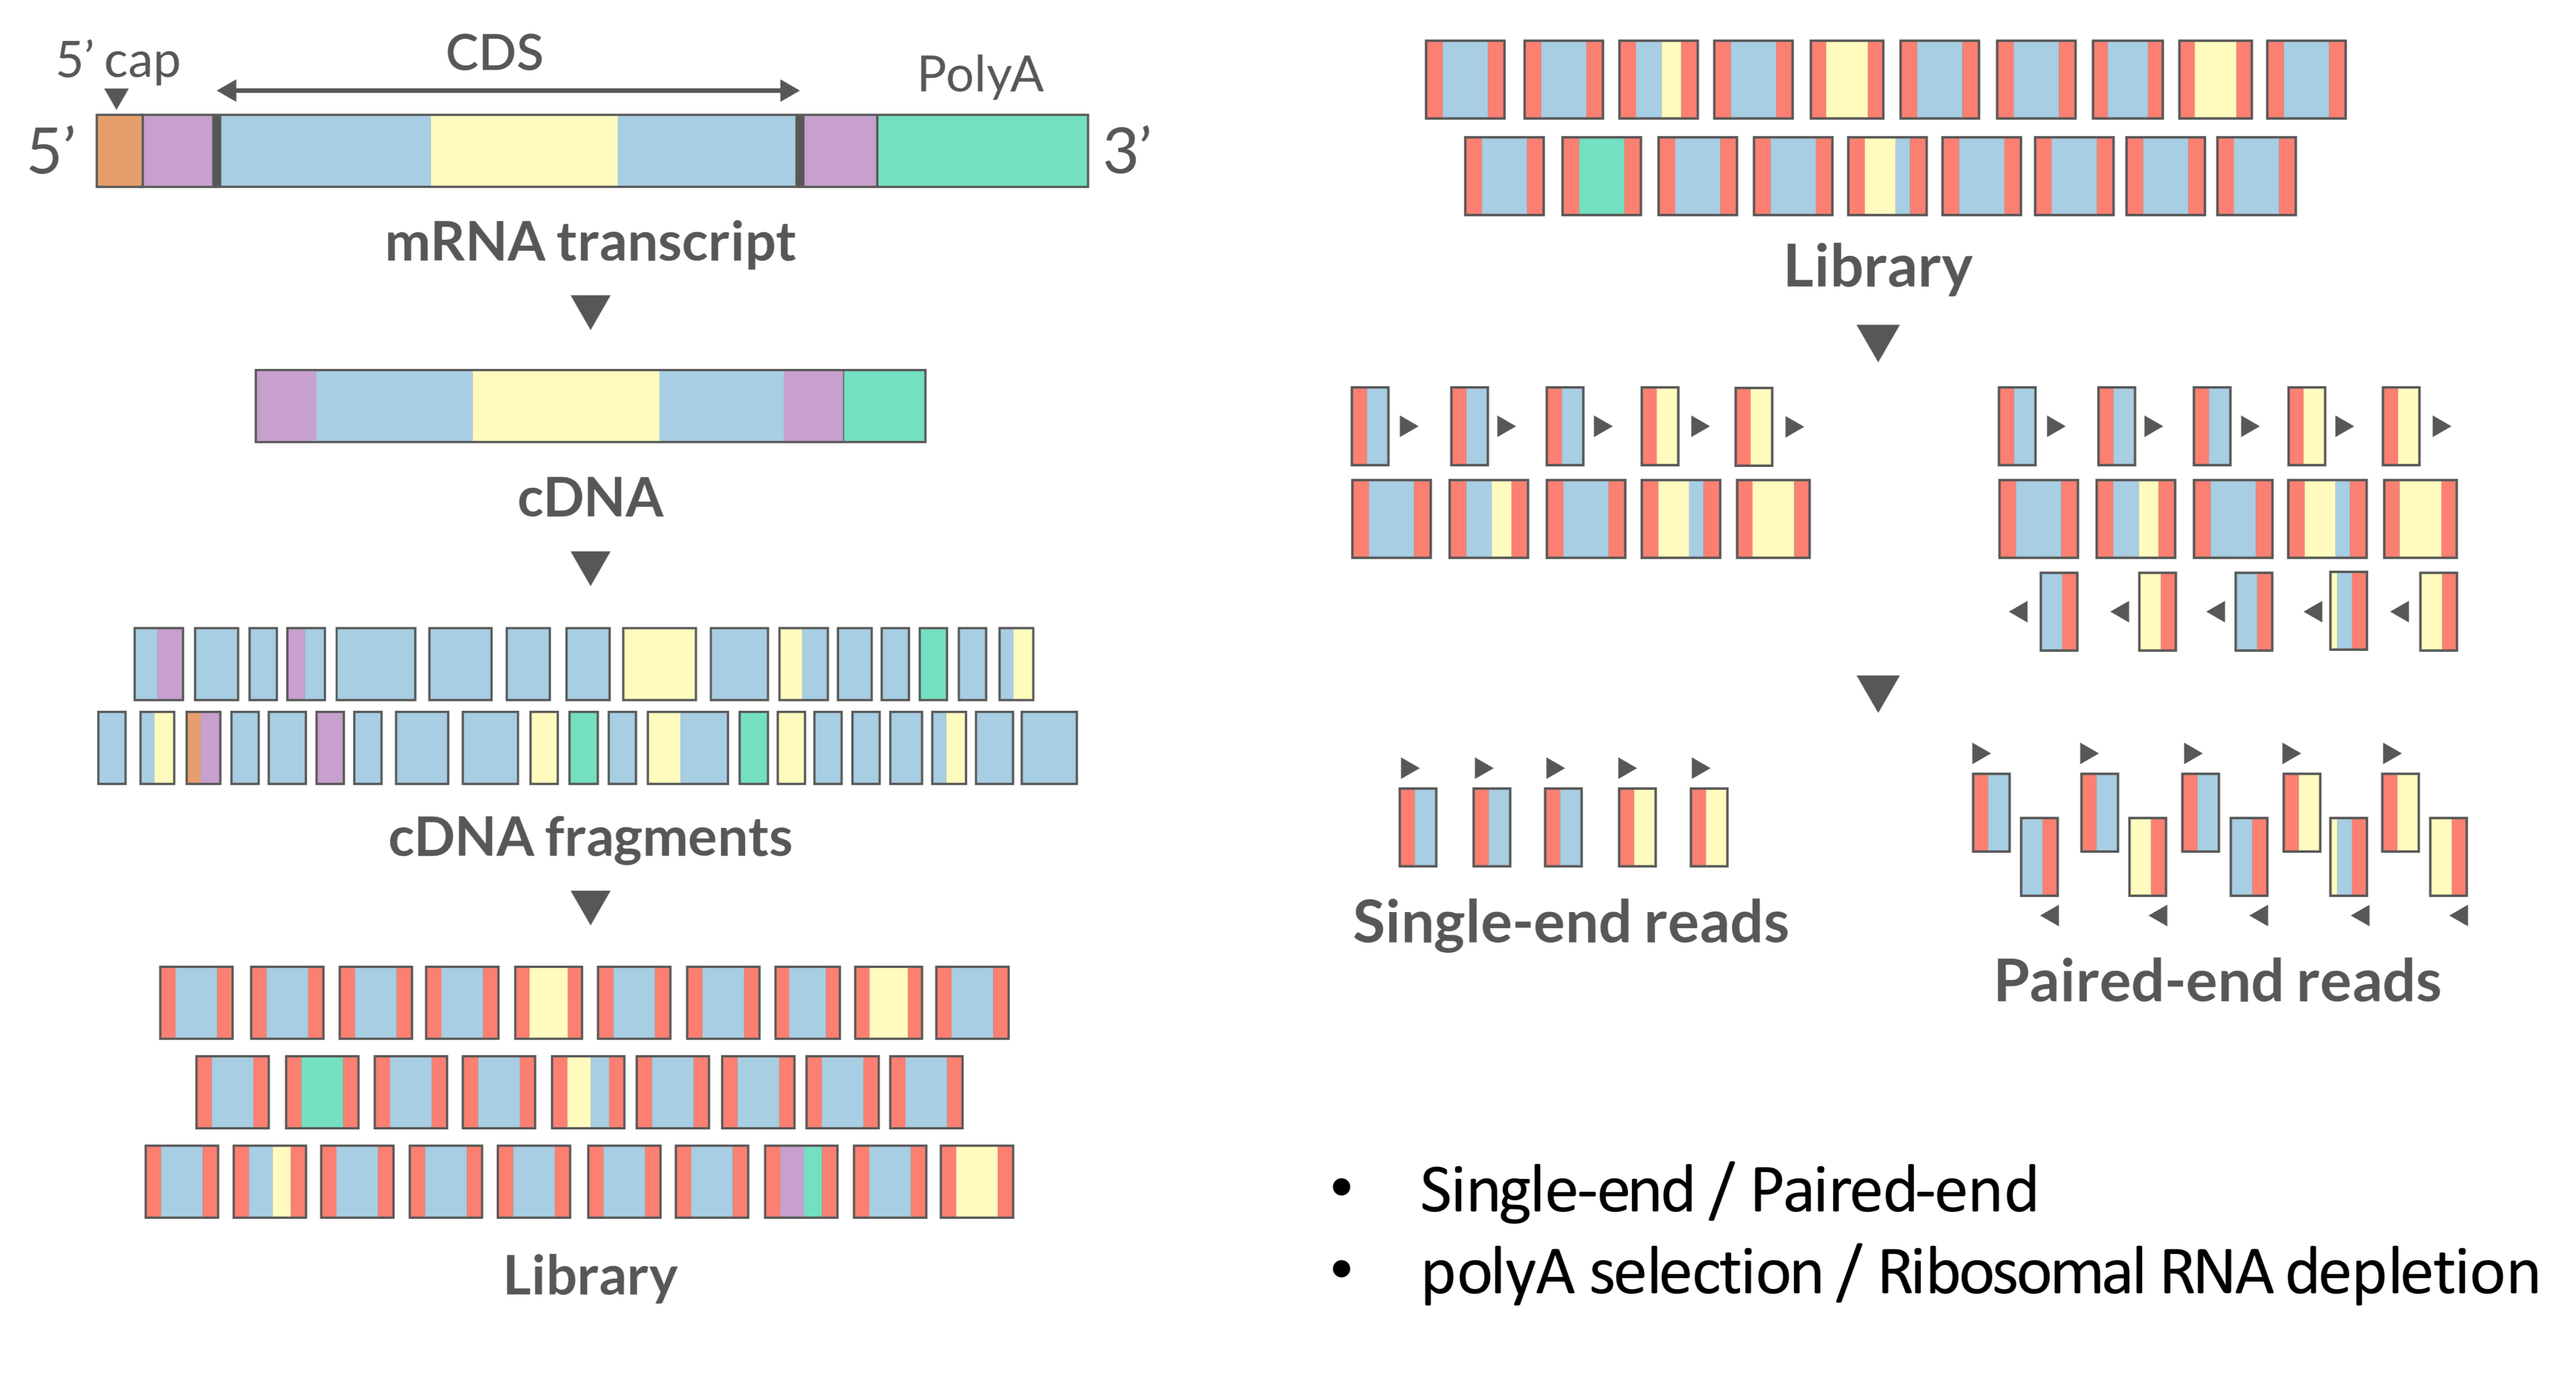 5’ cap
CDS
PolyA
5’
3’
mRNA transcript
cDNA
cDNA fragments
Library
Library
Single-end reads
Paired-end reads
• Single-end / Paired-end
• polyA selection / Ribosomal RNA depletion